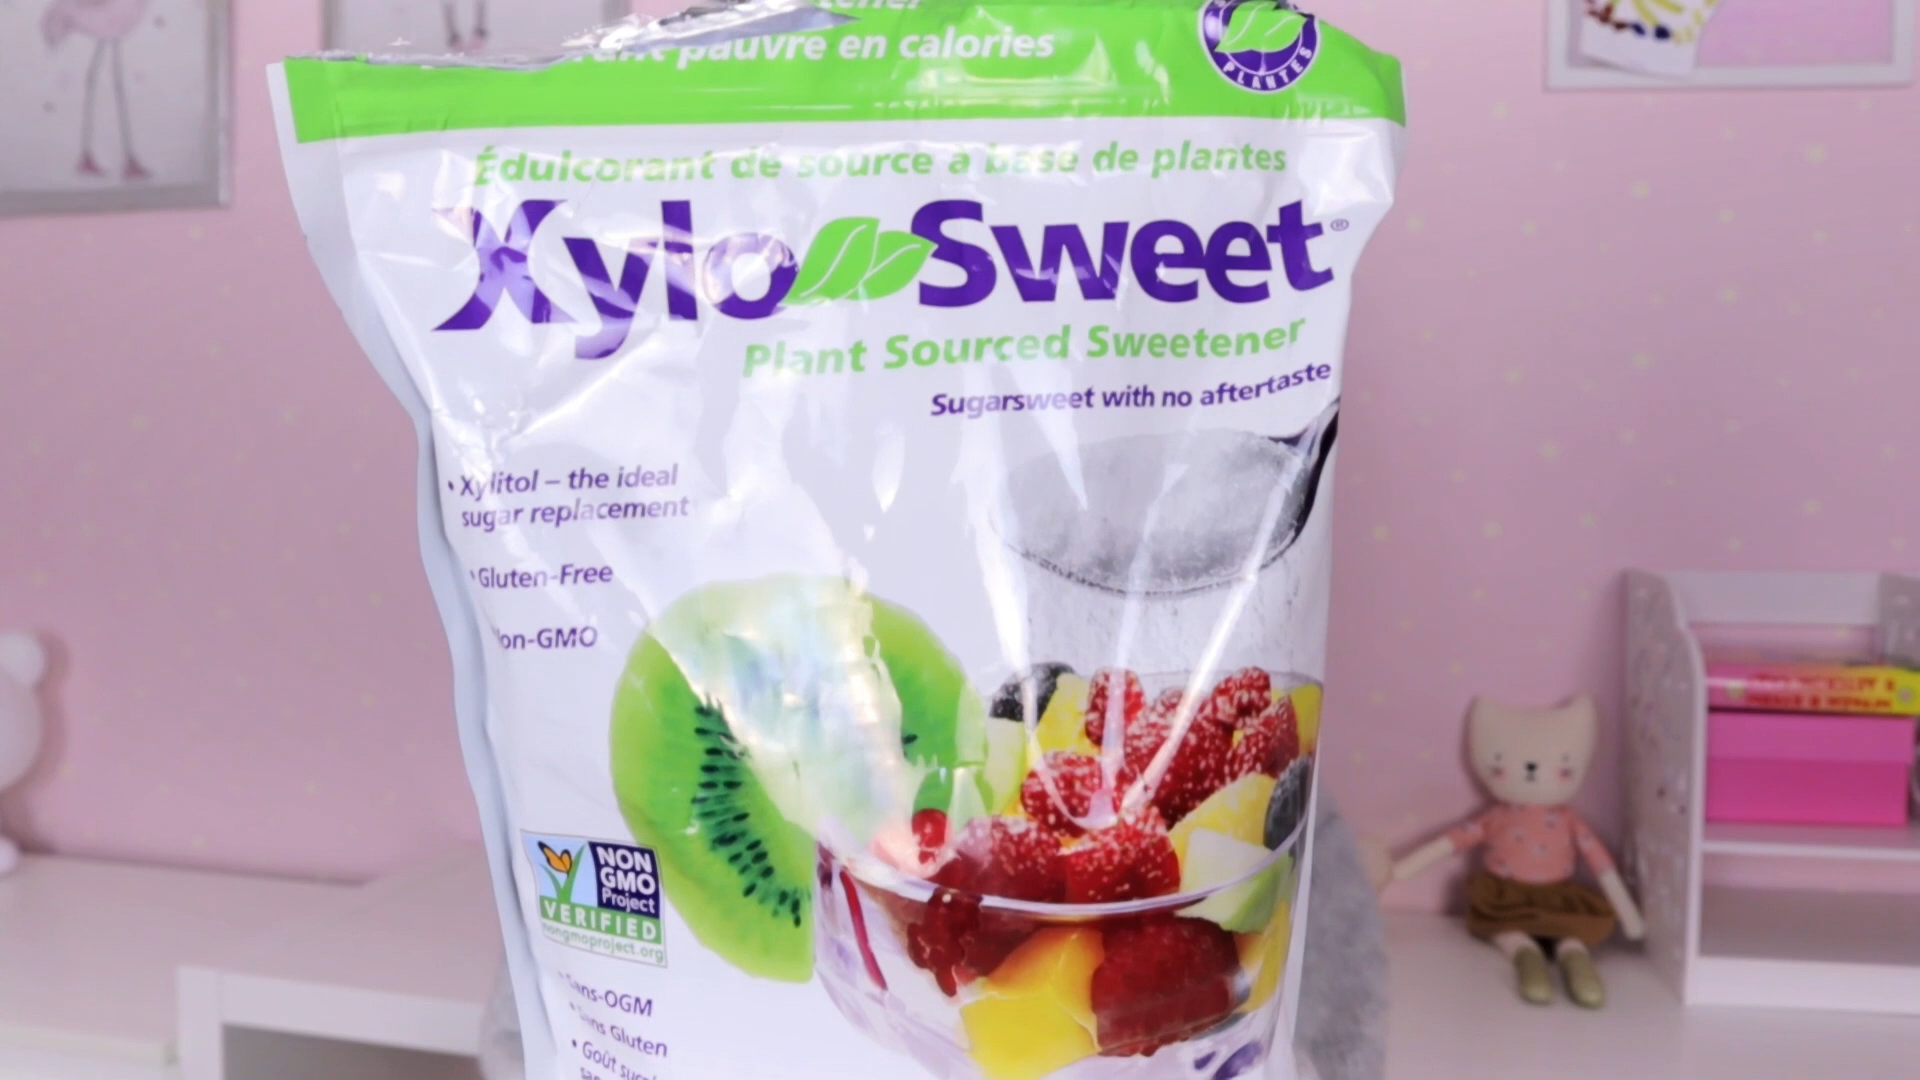 pauvre en calories
PLANTES
Édulcorant de source à base de plantes
XyloSweet®
Plant Sourced Sweetener
Sugarsweet with no aftertaste
• Xylitol – the ideal
sugar replacement
• Gluten-Free
Non-GMO
NON
GMO
Project
VERIFIED
nongmoproject.org
Sans-OGM
• Sans Gluten
• Goût